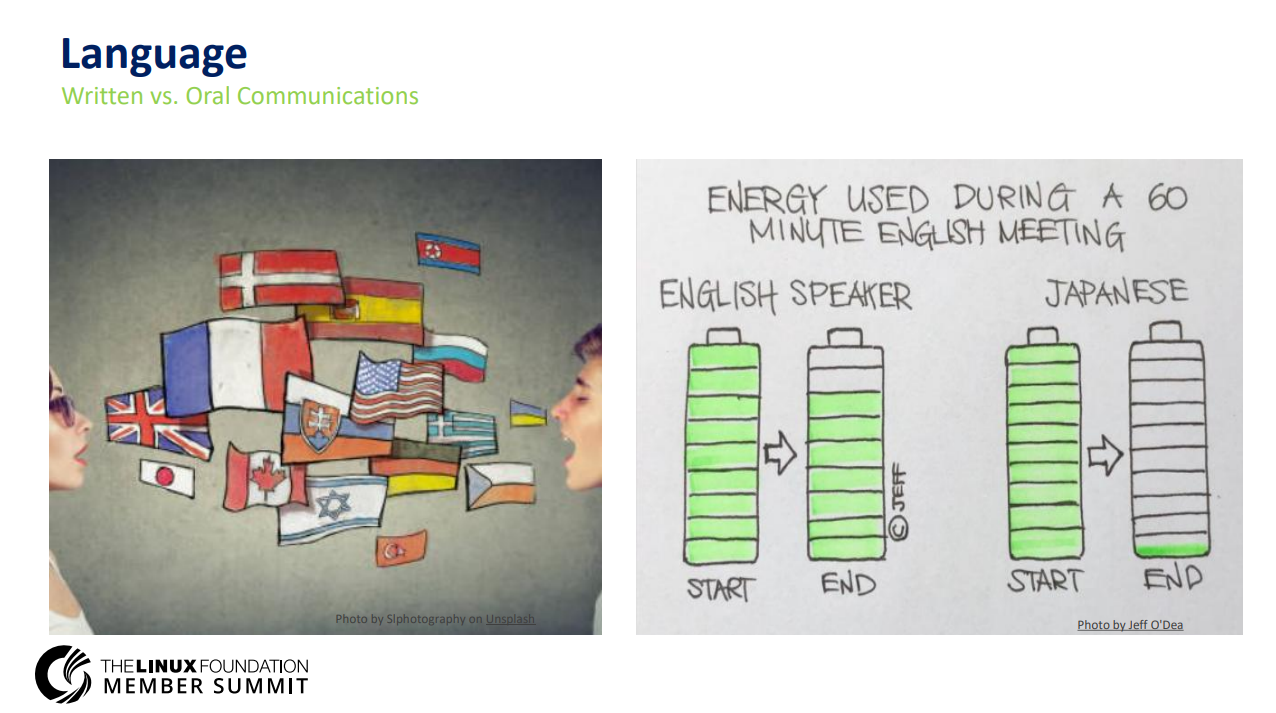 Language
Written vs. Oral Communications
Photo by SIphotography on Unsplash
ENERGY USED DURING A 60
MINUTE ENGLISH MEETING
ENGLISH SPEAKER
JAPANESE
© JEFF
START
END
START
END
Photo by Jeff O'Dea
THE LINUX FOUNDATION
MEMBER SUMMIT